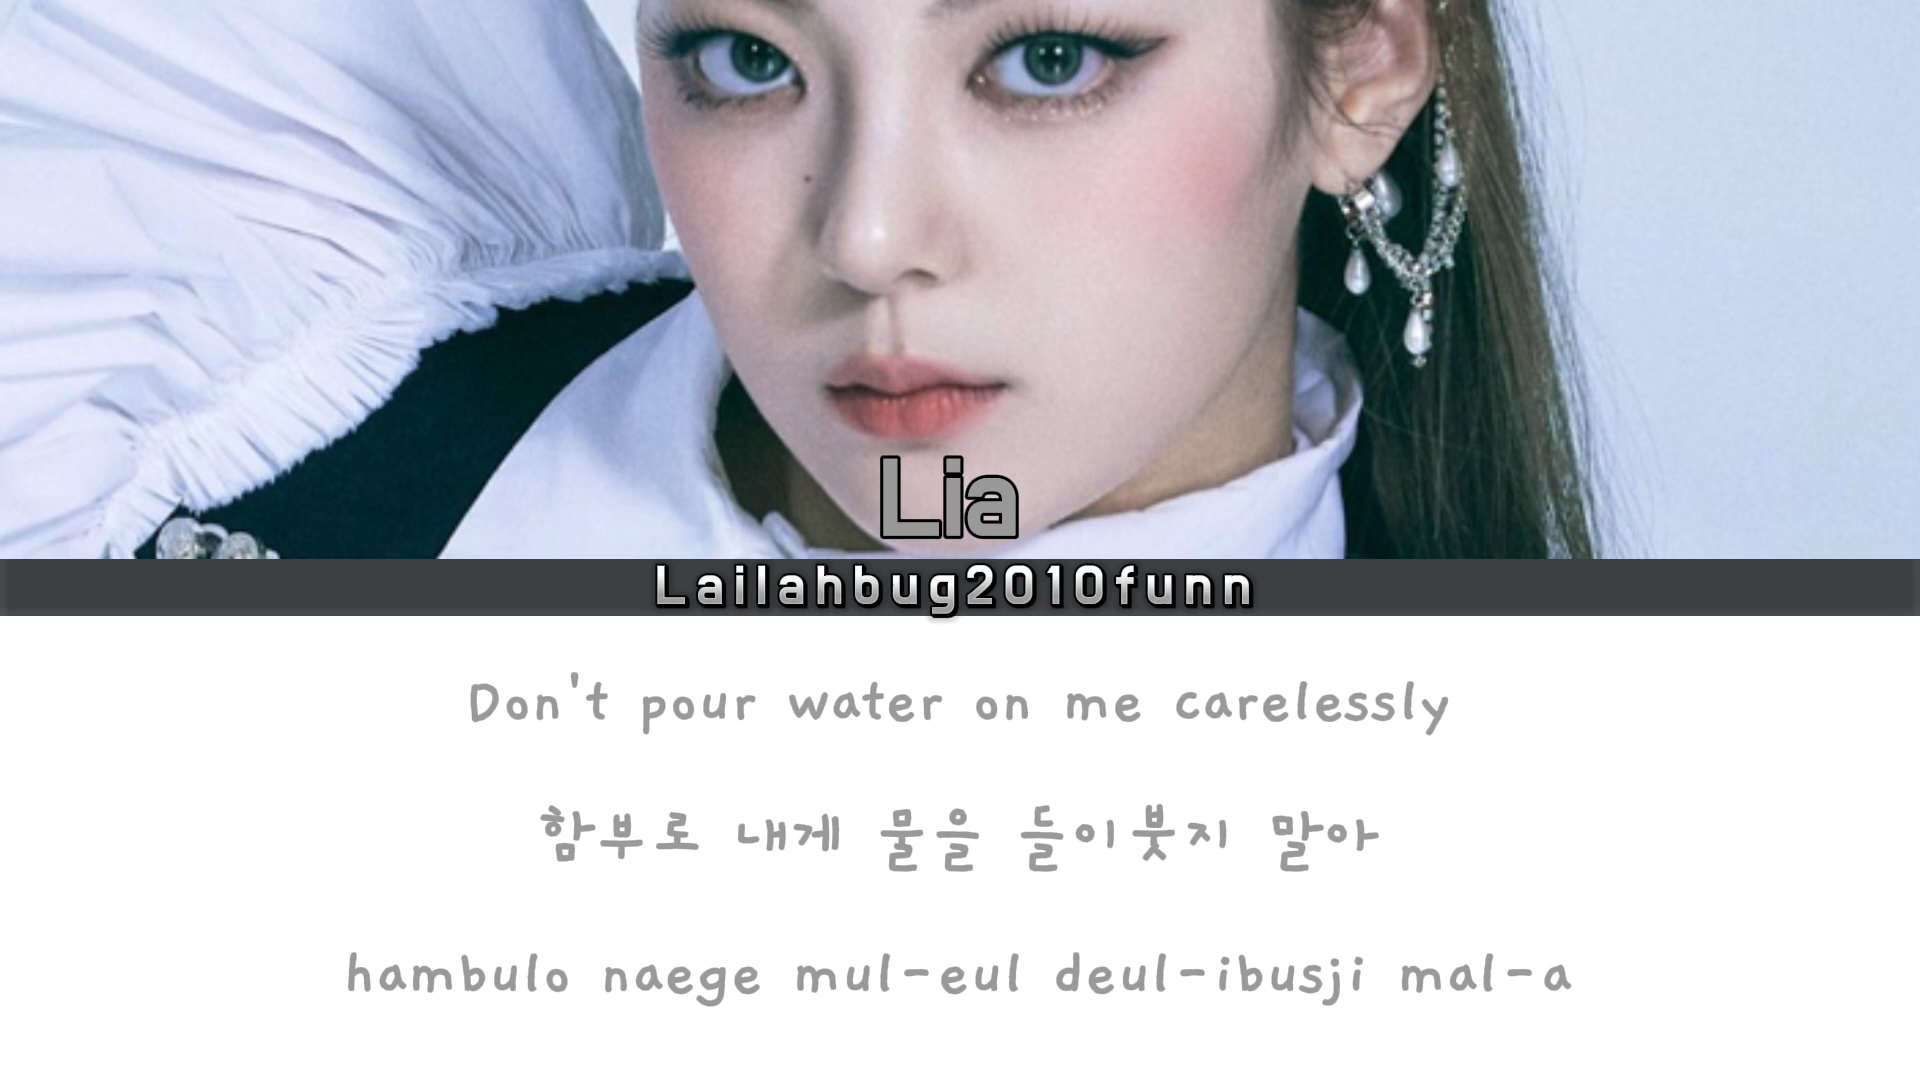 Lia
Lailahbug2010funn
Don't pour water on me carelessly
함부로 내게 물을 들이붓지 말아
hambulo naege mul-eul deul-ibusji mal-a